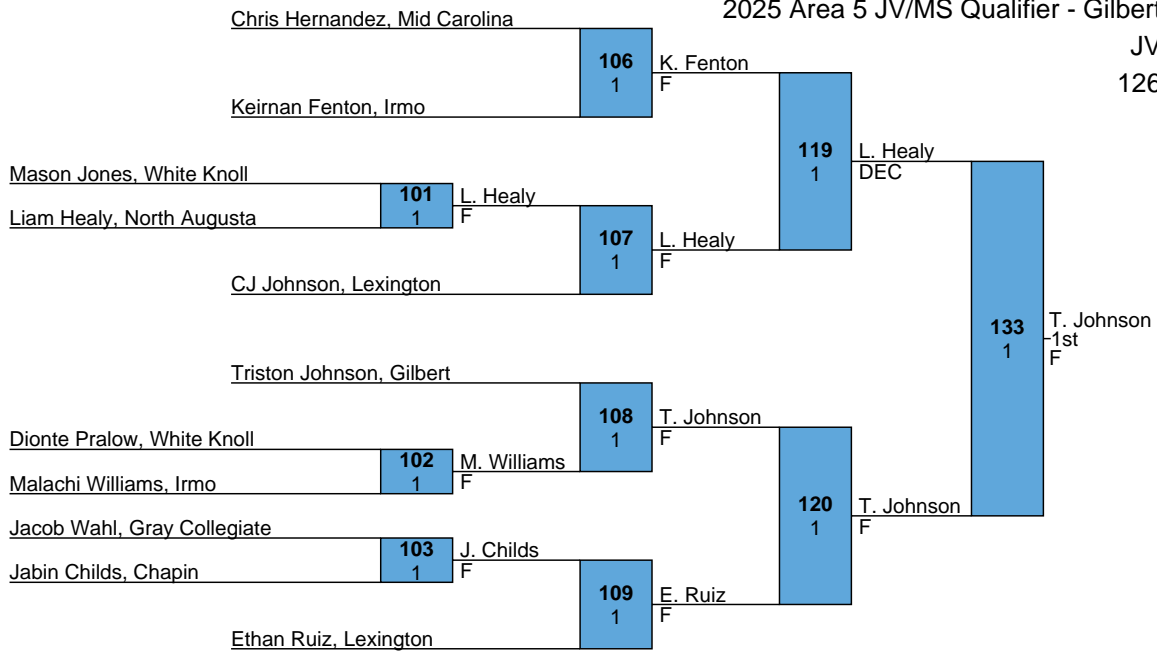 2025 Area 5 JV/MS Qualifier - Gilbert
JV
126
Chris Hernandez, Mid Carolina
106
1
K. Fenton
F
Keirnan Fenton, Irmo
119
1
L. Healy
DEC
Mason Jones, White Knoll
101
1
L. Healy
F
Liam Healy, North Augusta
107
1
L. Healy
F
CJ Johnson, Lexington
133
1
T. Johnson
1st
F
Triston Johnson, Gilbert
108
1
T. Johnson
F
Dionte Pralow, White Knoll
102
1
M. Williams
F
Malachi Williams, Irmo
120
1
T. Johnson
F
Jacob Wahl, Gray Collegiate
103
1
J. Childs
F
Jabin Childs, Chapin
109
1
E. Ruiz
F
Ethan Ruiz, Lexington